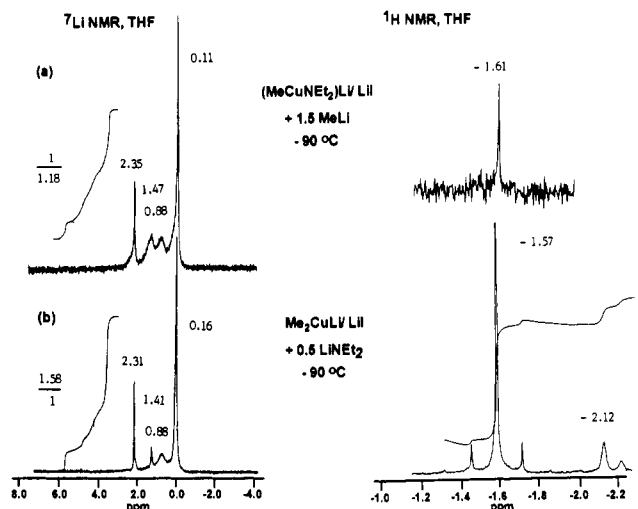 ⁷Li NMR, THF
¹H NMR, THF
(a)
0.11
(MeCuNEt₂)Li/ LiI
+ 1.5 MeLi
- 90 °C
- 1.61
1
1.18
2.35
1.47
0.88
- 1.57
(b)
0.16
Me₂CuLi/ LiI
+ 0.5 LiNEt₂
- 90 °C
1.58
1
2.31
1.41
0.88
- 2.12
8.0 6.0 4.0 2.0 0.0 -2.0 -4.0
ppm
-1.0 -1.2 -1.4 -1.6 -1.8 -2.0 -2.2
ppm